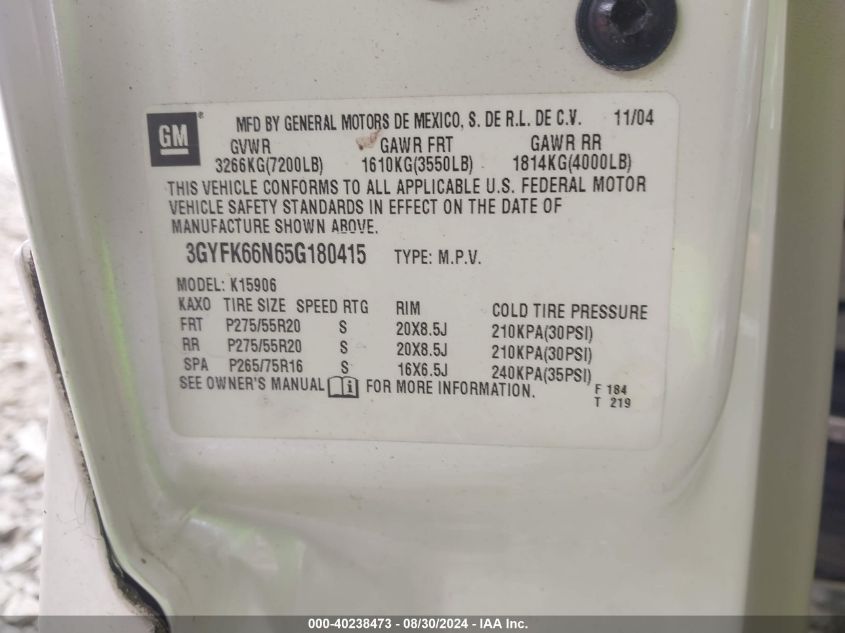 GM ®
MFD BY GENERAL MOTORS DE MEXICO, S. DE R.L. DE C.V. 11/04
GVWR GAWR FRT GAWR RR
3266KG(7200LB) 1610KG(3550LB) 1814KG(4000LB)
THIS VEHICLE CONFORMS TO ALL APPLICABLE U.S. FEDERAL MOTOR
VEHICLE SAFETY STANDARDS IN EFFECT ON THE DATE OF
MANUFACTURE SHOWN ABOVE.
3GYFK66N65G180415 TYPE: M.P.V.
MODEL: K15906
KAXO TIRE SIZE SPEED RTG RIM COLD TIRE PRESSURE
FRT P275/55R20 S 20X8.5J 210KPA(30PSI)
RR P275/55R20 S 20X8.5J 210KPA(30PSI)
SPA P265/75R16 S 16X6.5J 240KPA(35PSI)
SEE OWNER'S MANUAL i FOR MORE INFORMATION. F 184
T 219
000-40238473 - 08/30/2024 - IAA Inc.